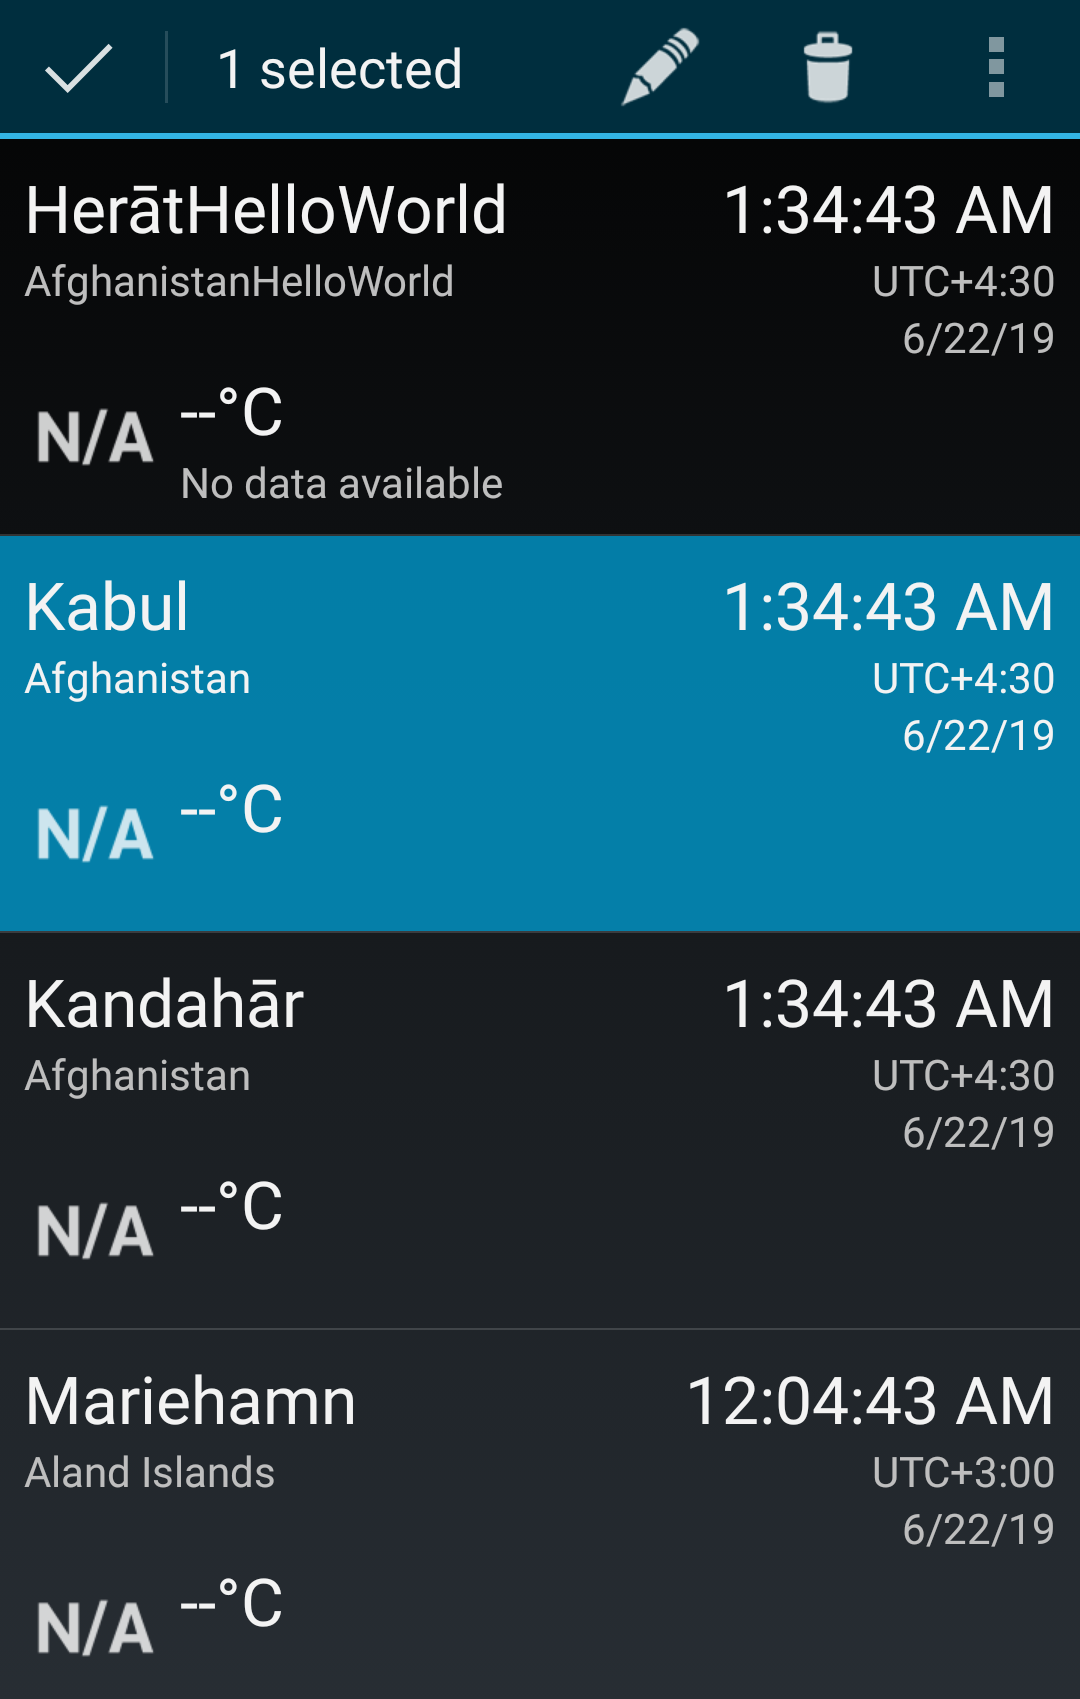 1 selected
HerātHelloWorld 1:34:43 AM
AfghanistanHelloWorld UTC+4:30
6/22/19
N/A --°C
No data available
Kabul 1:34:43 AM
Afghanistan UTC+4:30
6/22/19
N/A --°C
Kandahār 1:34:43 AM
Afghanistan UTC+4:30
6/22/19
N/A --°C
Mariehamn 12:04:43 AM
Aland Islands UTC+3:00
6/22/19
N/A --°C